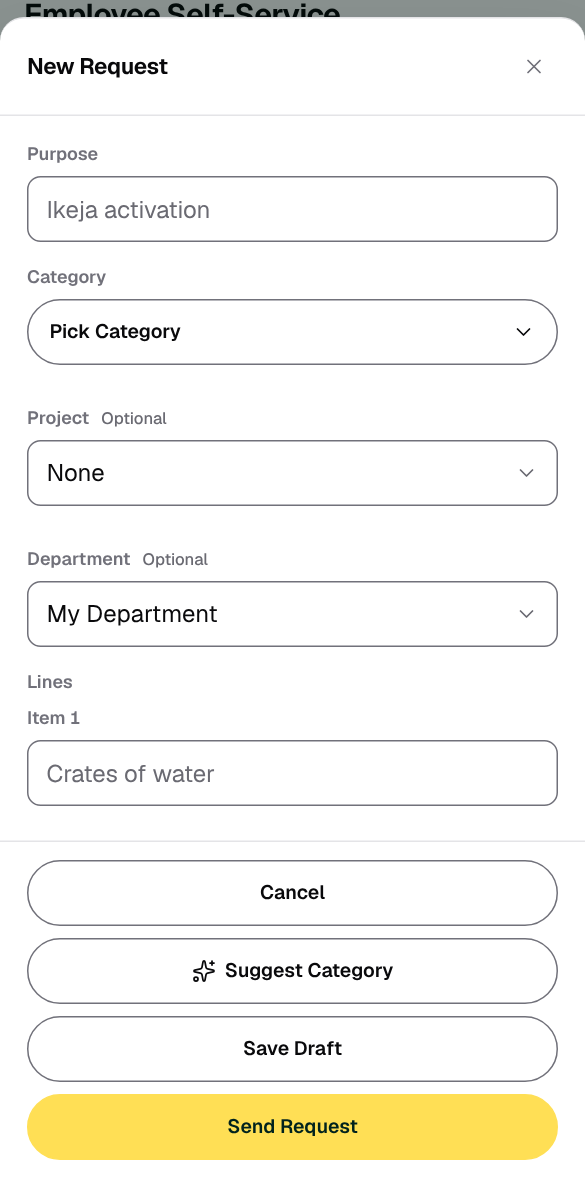 Employee Self-Service
New Request
Purpose
Ikeja activation
Category
Pick Category
Project Optional
None
Department Optional
My Department
Lines
Item 1
Crates of water
Cancel
Suggest Category
Save Draft
Send Request